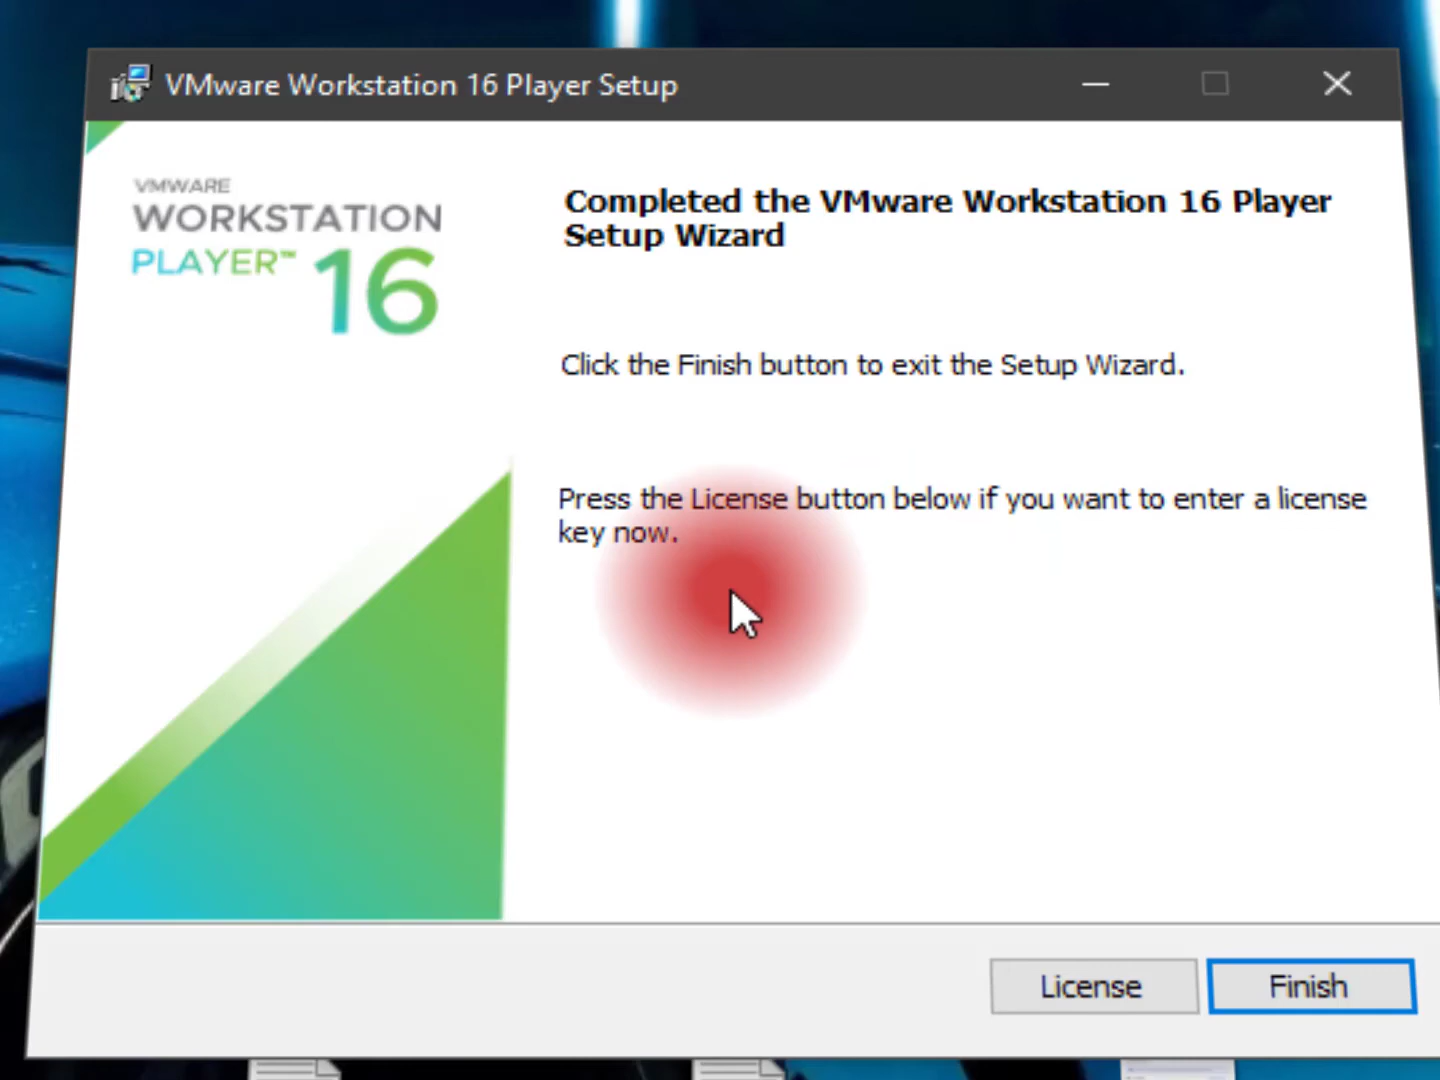 VMware Workstation 16 Player Setup
VMWARE
WORKSTATION
PLAYER™ 16
Completed the VMware Workstation 16 Player
Setup Wizard
Click the Finish button to exit the Setup Wizard.
Press the License button below if you want to enter a license
key now.
License
Finish